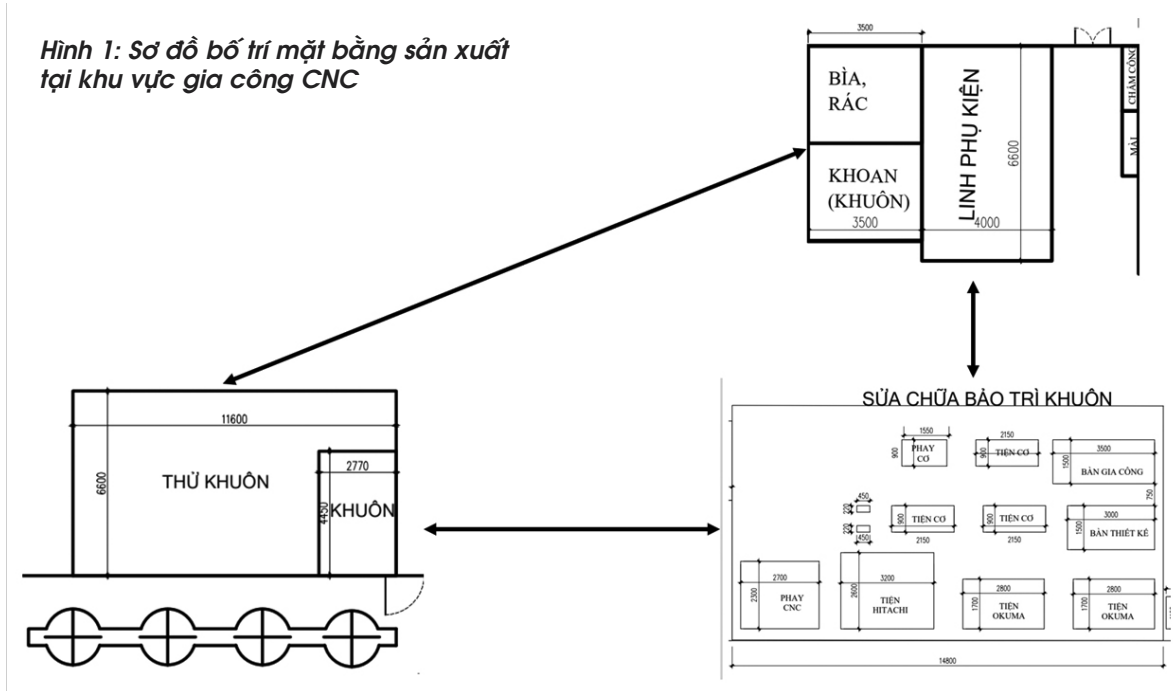 Hình 1: Sơ đồ bố trí mặt bằng sản xuất
tại khu vực gia công CNC
3500
BÌA,
RÁC
KHOAN
(KHUÔN)
3500
LINH PHỤ KIỆN
6600
4000
CHẤM CÔNG
MÀI
11600
6600
THỬ KHUÔN
2770
4450
KHUÔN
SỬA CHỮA BẢO TRÌ KHUÔN
1550
900
PHAY
CƠ
2150
900
TIỆN CƠ
3500
1500
BÀN GIA CÔNG
750
450
220
220
450
900
TIỆN CƠ
2150
900
TIỆN CƠ
2150
3000
1500
BÀN THIẾT KẾ
2700
2300
PHAY
CNC
3200
2600
TIỆN
HITACHI
2800
1700
TIỆN
OKUMA
2800
1700
TIỆN
OKUMA
14800